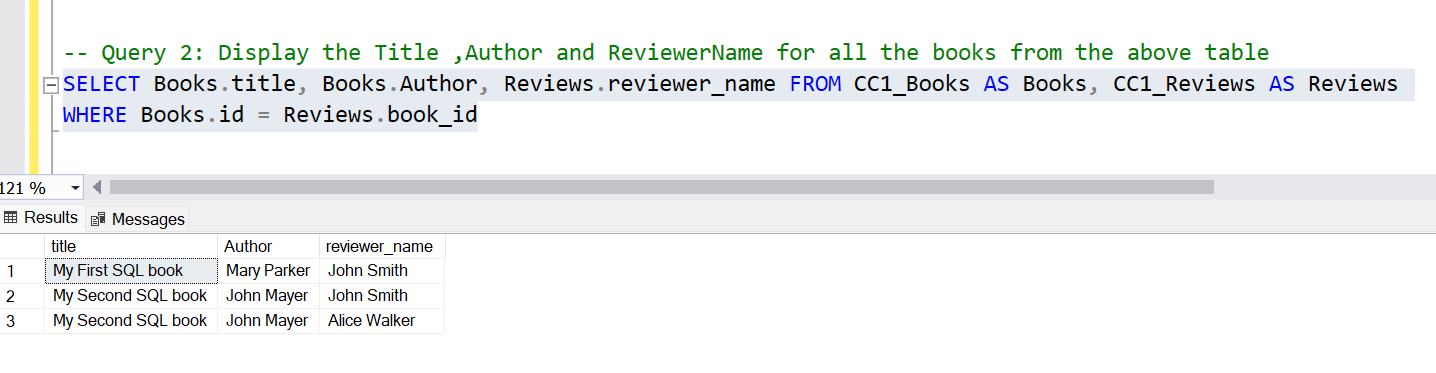 -- Query 2: Display the Title ,Author and ReviewerName for all the books from the above table
SELECT Books.title, Books.Author, Reviews.reviewer_name FROM CC1_Books AS Books, CC1_Reviews AS Reviews
WHERE Books.id = Reviews.book_id
121 %
Results Messages
title Author reviewer_name
1 My First SQL book Mary Parker John Smith
2 My Second SQL book John Mayer John Smith
3 My Second SQL book John Mayer Alice Walker